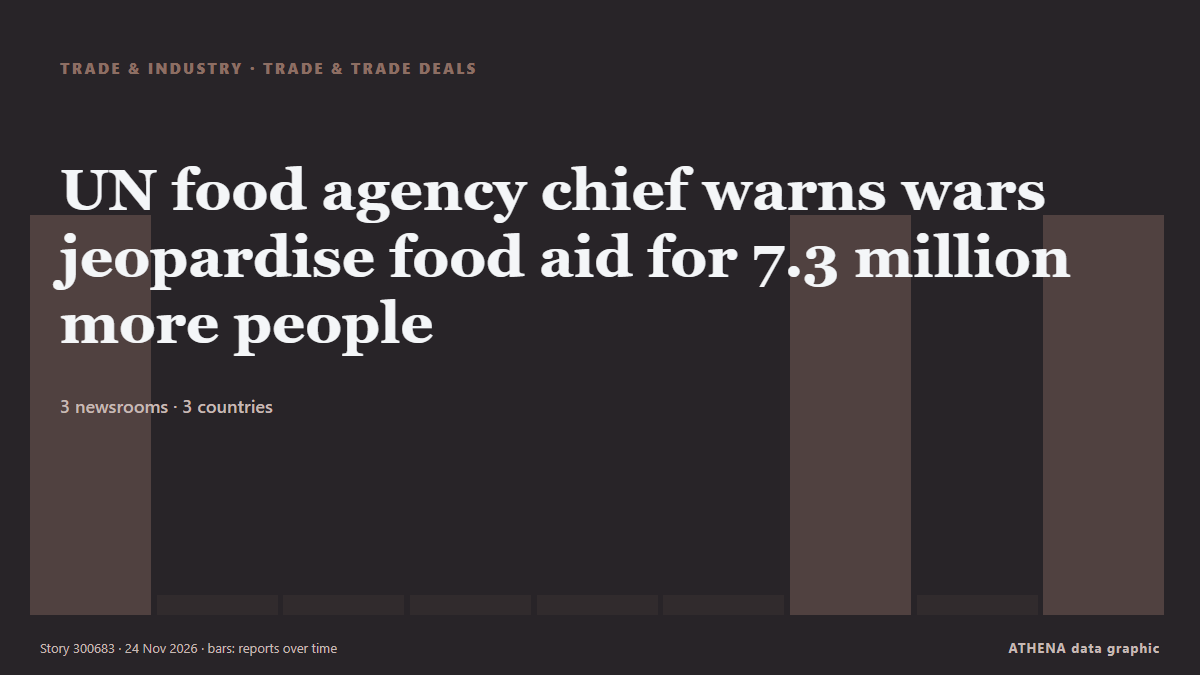 TRADE & INDUSTRY · TRADE & TRADE DEALS
UN food agency chief warns wars
jeopardise food aid for 7.3 million
more people
3 newsrooms · 3 countries
Story 300683 · 24 Nov 2026 · bars: reports over time
ATHENA data graphic